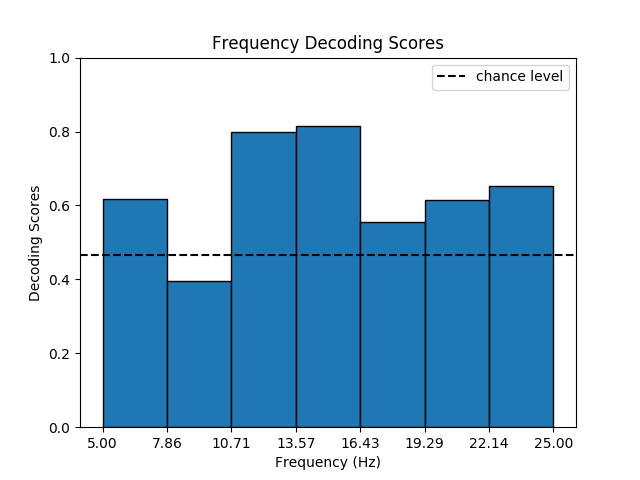 Frequency Decoding Scores
1.0
chance level
0.8
0.6
0.4
0.2
0.0
Decoding Scores
5.00 7.86 10.71 13.57 16.43 19.29 22.14 25.00
Frequency (Hz)